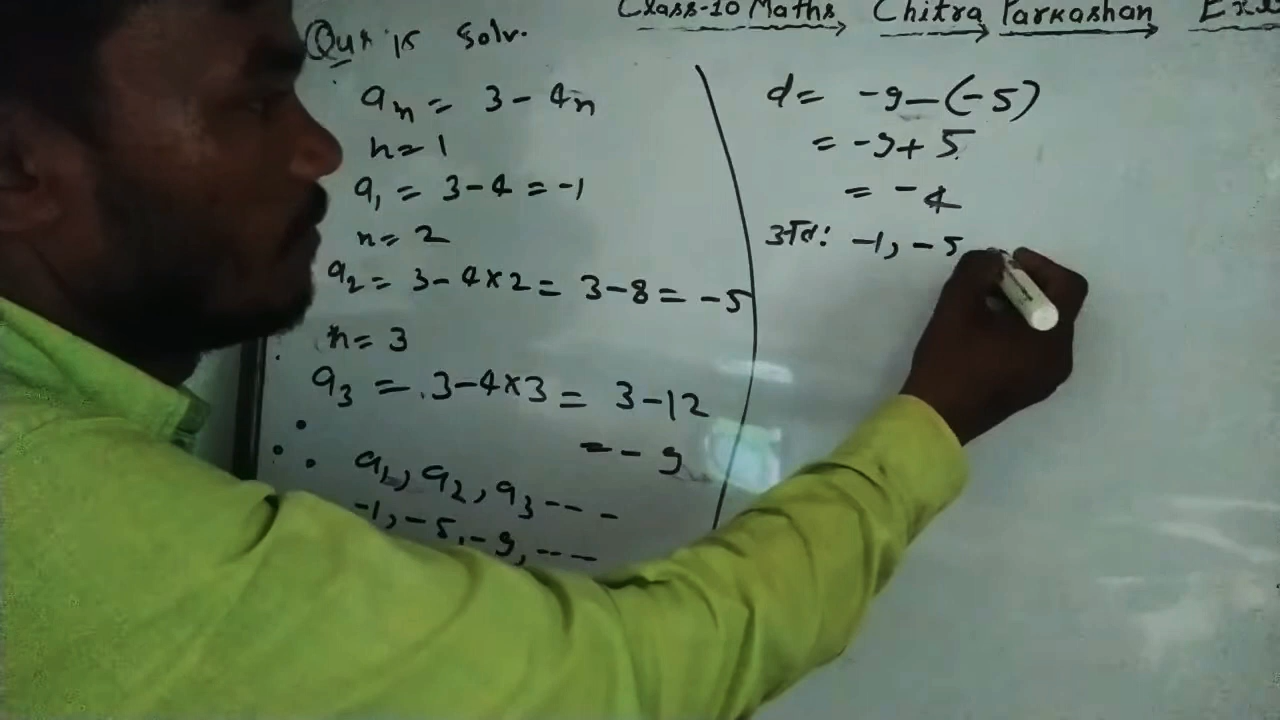 Class-10 Maths, Chitra Parkashan
Que 15 Solv.
an = 3 - 4n
n = 1
a1 = 3 - 4 = -1
n = 2
a2 = 3 - 4×2 = 3 - 8 = -5
n = 3
a3 = 3 - 4×3 = 3 - 12
= - 9
∴ a1, a2, a3 ---
-1, -5, -9, ---
d = -9 - (-5)
= -9 + 5
= -4
अतः -1, -5